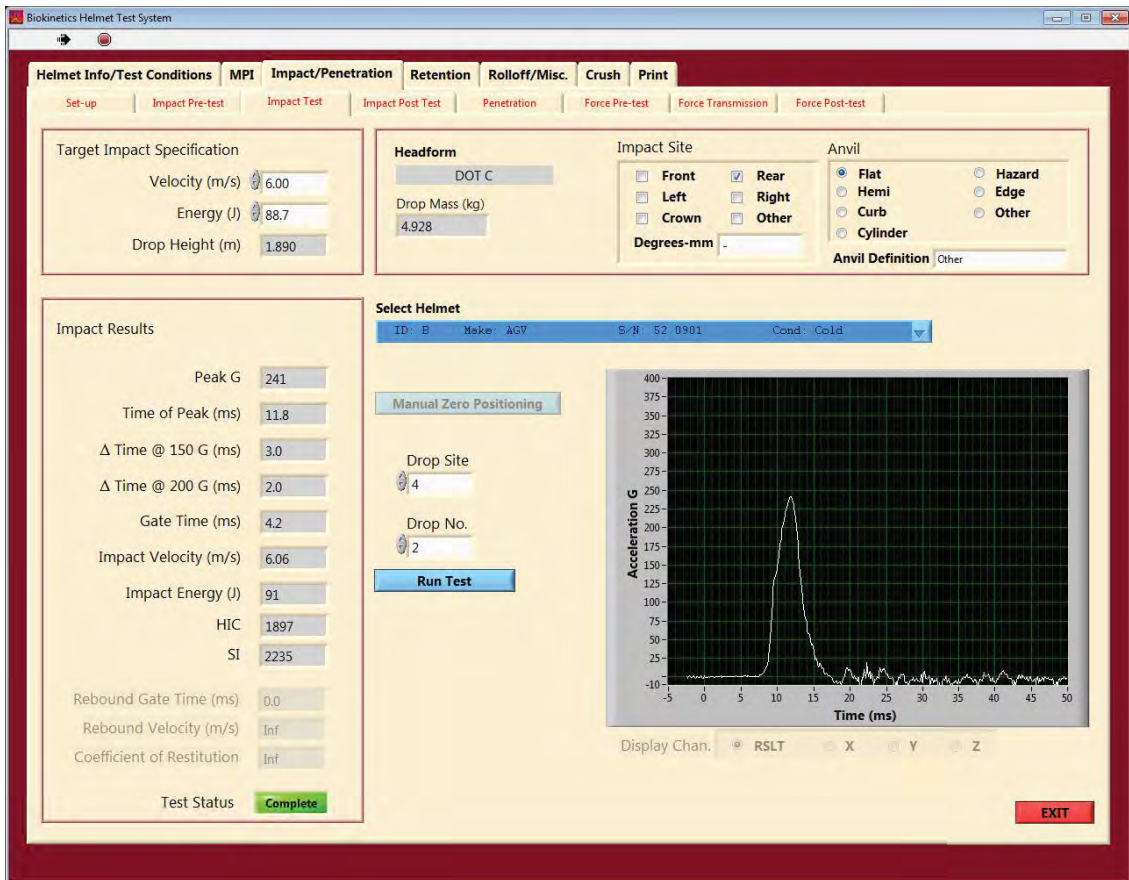 Biokinetics Helmet Test System
Helmet Info/Test Conditions MPI Impact/Penetration Retention Rolloff/Misc. Crush Print
Set-up Impact Pre-test Impact Test Impact Post Test Penetration Force Pre-test Force Transmission Force Post-test
Target Impact Specification
Velocity (m/s) 6.00
Energy (J) 88.7
Drop Height (m) 1.890
Headform
DOT C
Drop Mass (kg)
4.928
Impact Site
Front Rear
Left Right
Crown Other
Degrees-mm -
Anvil
Flat Hazard
Hemi Edge
Curb Other
Cylinder
Anvil Definition Other
Select Helmet
ID: B Make: AGV S/N: 52 0901 Cond: Cold
Impact Results
Peak G 241
Time of Peak (ms) 11.8
Δ Time @ 150 G (ms) 3.0
Δ Time @ 200 G (ms) 2.0
Gate Time (ms) 4.2
Impact Velocity (m/s) 6.06
Impact Energy (J) 91
HIC 1897
SI 2235
Rebound Gate Time (ms) 0.0
Rebound Velocity (m/s) Inf
Coefficient of Restitution Inf
Test Status Complete
Manual Zero Positioning
Drop Site
4
Drop No.
2
Run Test
Acceleration G
400
375
350
325
300
275
250
225
200
175
150
125
100
75
50
25
-10
-5 0 5 10 15 20 25 30 35 40 45 50
Time (ms)
Display Chan. RSLT X Y Z
EXIT